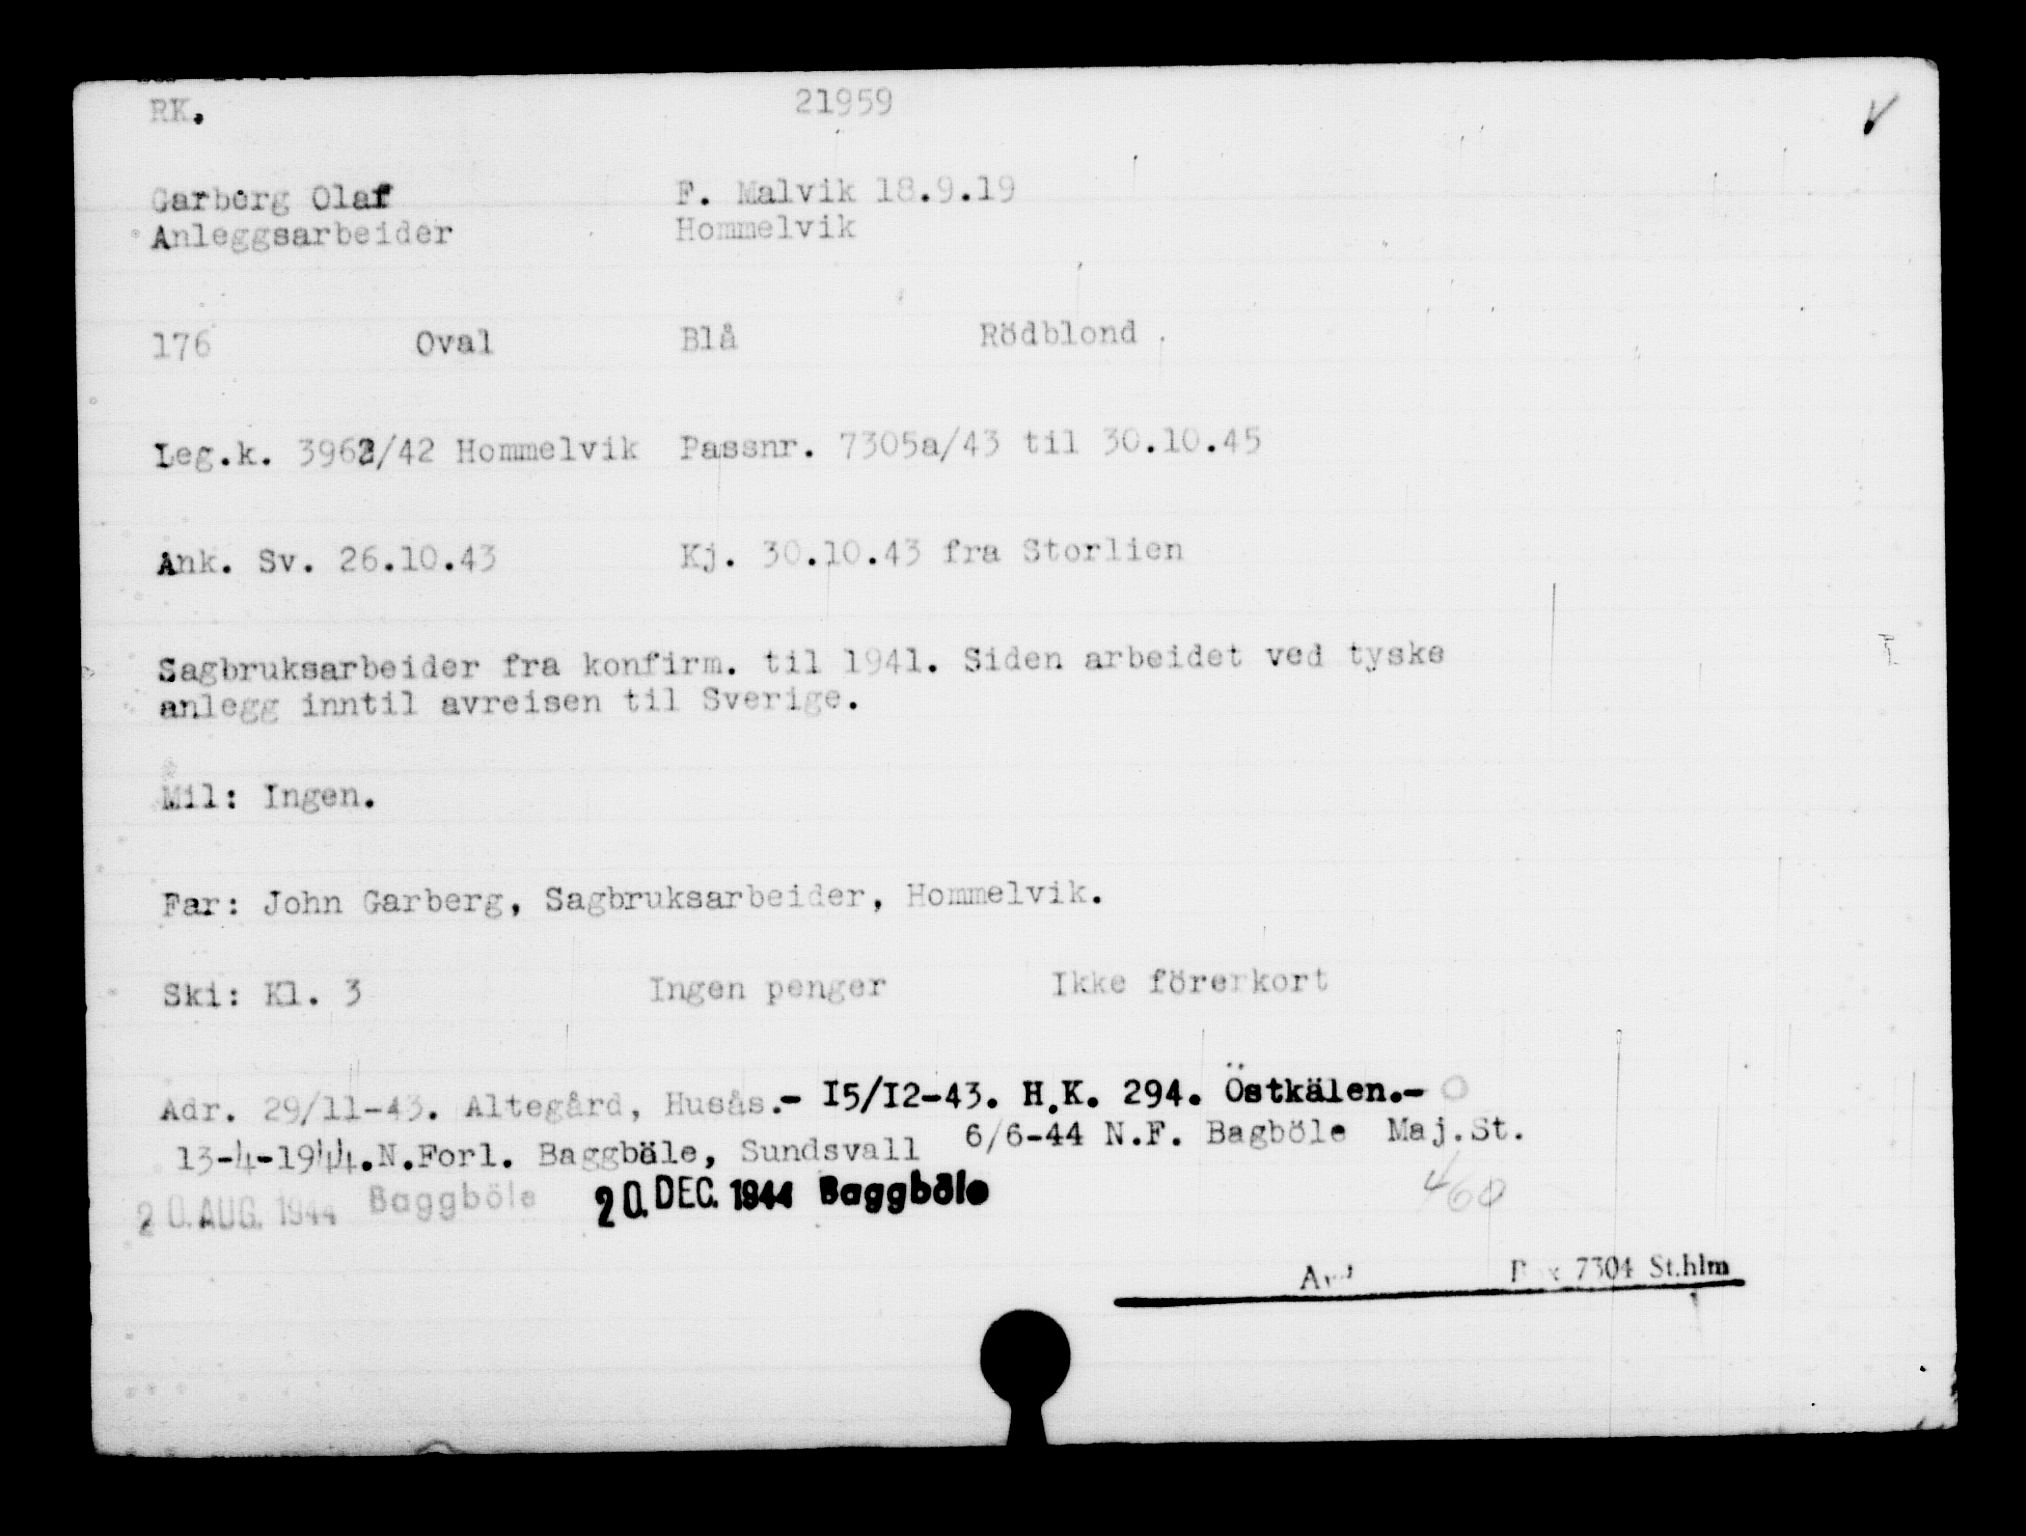 RK. 21959
Garberg Olaf F. Malvik 18.9.19
Anleggsarbeider Hommelvik
176 Oval Blå Rödblond
Leg.k. 3962/42 Hommelvik Passnr. 7305a/43 til 30.10.45
Ank. Sv. 26.10.43 Kj. 30.10.43 fra Storlien
Sagbruksarbeider fra konfirm. til 1941. Siden arbeidet ved tyske
anlegg inntil avreisen til Sverige.
Mil: Ingen.
Far: John Garberg, Sagbruksarbeider, Hommelvik.
Ski: Kl. 3 Ingen penger Ikke förerkort
Adr. 29/11-43. Altegård, Husås.- 15/12-43. H.K. 294. Östkälen.-
13-4-1944.N.Forl. Baggbäle, Sundsvall 6/6-44 N.F. Bagböle Maj.St.
20. AUG. 1944 Baggböle 20. DEC. 1944 Baggböle
460
7304 St.hlm